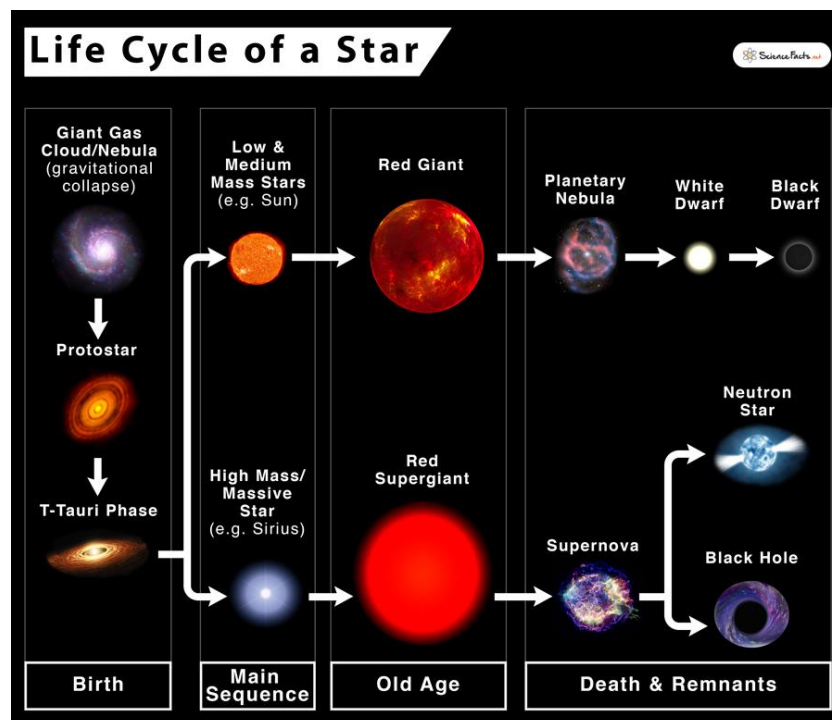 Life Cycle of a Star
ScienceFacts.net
Giant Gas
Cloud/Nebula
(gravitational
collapse)
Protostar
T-Tauri Phase
Birth
Low &
Medium
Mass Stars
(e.g. Sun)
High Mass/
Massive
Star
(e.g. Sirius)
Main
Sequence
Red Giant
Red
Supergiant
Old Age
Planetary
Nebula
White
Dwarf
Black
Dwarf
Supernova
Neutron
Star
Black Hole
Death & Remnants